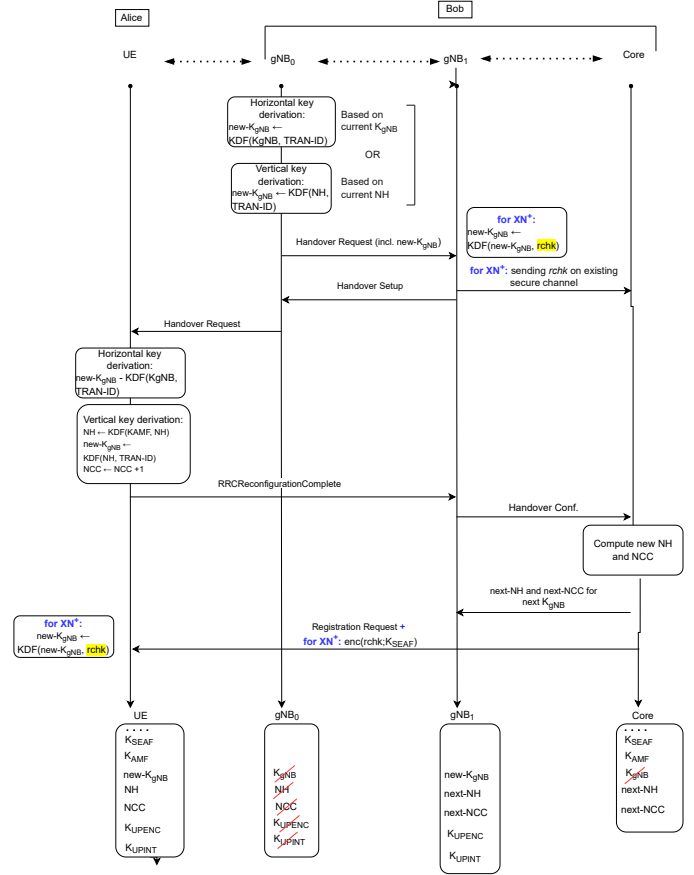 Alice
Bob
UE
gNB0
gNB1
Core
Horizontal key
derivation:
new-KgNB ←
KDF(KgNB, TRAN-ID)
Based on
current KgNB
OR
Vertical key
derivation:
new-KgNB ← KDF(NH,
TRAN-ID)
Based on
current NH
for XN+:
new-KgNB ←
KDF(new-KgNB, rchk)
Handover Request (incl. new-KgNB)
for XN+: sending rchk on existing
secure channel
Handover Setup
Handover Request
Horizontal key
derivation:
new-KgNB - KDF(KgNB,
TRAN-ID)
Vertical key derivation:
NH ← KDF(KAMF, NH)
new-KgNB ←
KDF(NH, TRAN-ID)
NCC ← NCC +1
RRCReconfigurationComplete
Handover Conf.
Compute new NH
and NCC
next-NH and next-NCC for
next KgNB
for XN+:
new-KgNB ←
KDF(new-KgNB, rchk)
Registration Request +
for XN+: enc(rchk;KSEAF)
UE
gNB0
gNB1
Core
. . . .
KSEAF
KAMF
new-KgNB
NH
NCC
KUPENC
KUPINT
KgNB
NH
NCC
KUPENC
KUPINT
new-KgNB
next-NH
next-NCC
KUPENC
KUPINT
. . . .
KSEAF
KAMF
KgNB
next-NH
next-NCC